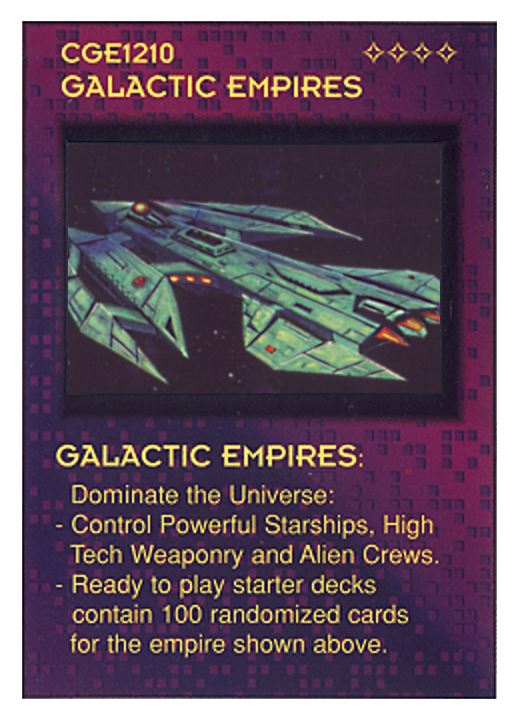 CGE1210
GALACTIC EMPIRES
GALACTIC EMPIRES:
Dominate the Universe:
- Control Powerful Starships, High
Tech Weaponry and Alien Crews.
- Ready to play starter decks
contain 100 randomized cards
for the empire shown above.